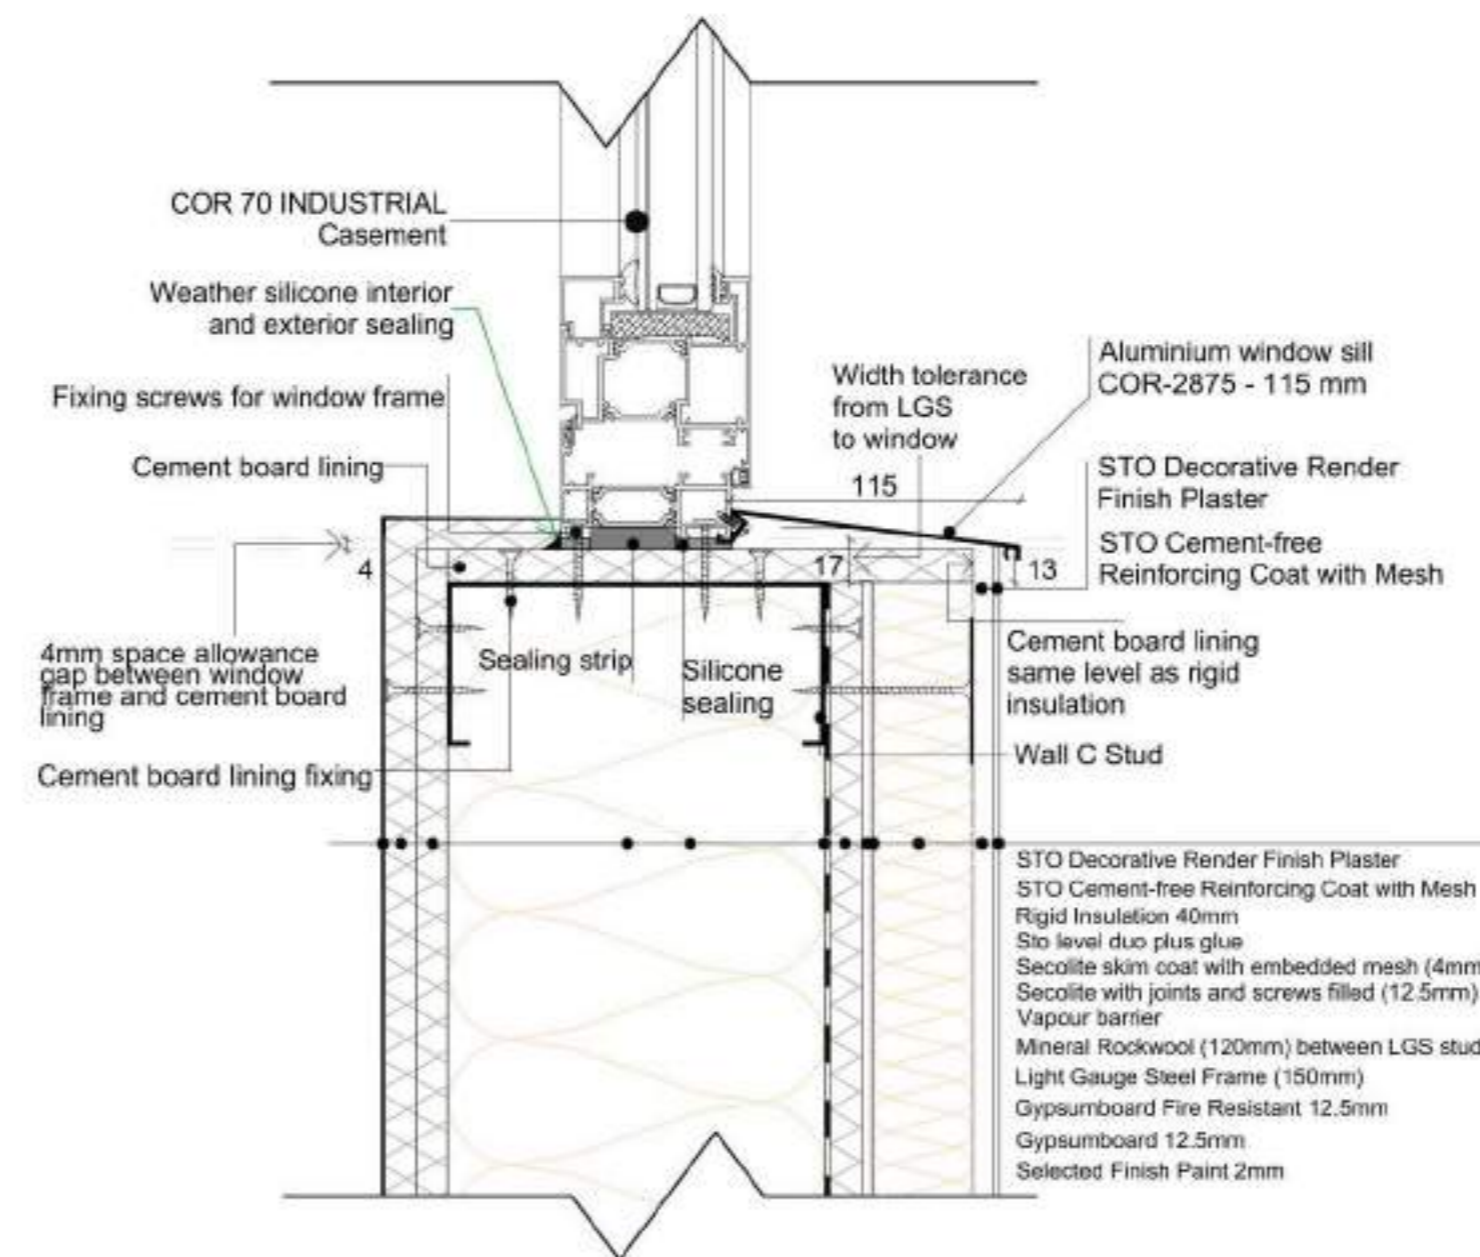 COR 70 INDUSTRIAL
Casement
Weather silicone interior
and exterior sealing
Fixing screws for window frame
Cement board lining
4
4mm space allowance
gap between window
frame and cement board
lining
Cement board lining fixing
Sealing strip
Silicone
sealing
Width tolerance
from LGS
to window
115
17
13
Aluminium window sill
COR-2875 - 115 mm
STO Decorative Render
Finish Plaster
STO Cement-free
Reinforcing Coat with Mesh
Cement board lining
same level as rigid
insulation
Wall C Stud
STO Decorative Render Finish Plaster
STO Cement-free Reinforcing Coat with Mesh
Rigid Insulation 40mm
Sto level duo plus glue
Secolite skim coat with embedded mesh (4mm
Secolite with joints and screws filled (12.5mm)
Vapour barrier
Mineral Rockwool (120mm) between LGS stud
Light Gauge Steel Frame (150mm)
Gypsumboard Fire Resistant 12.5mm
Gypsumboard 12.5mm
Selected Finish Paint 2mm